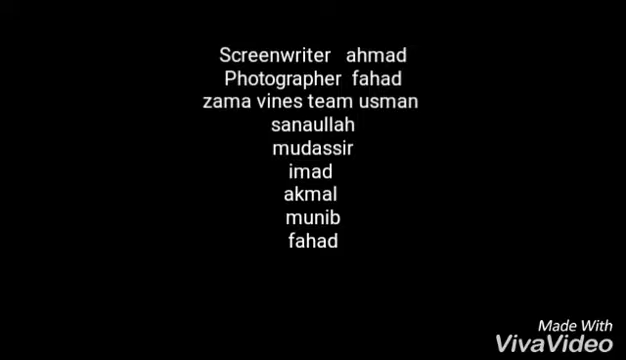 Screenwriter ahmad
Photographer fahad
zama vines team usman
sanaullah
mudassir
imad
akmal
munib
fahad
Made With
VivaVideo